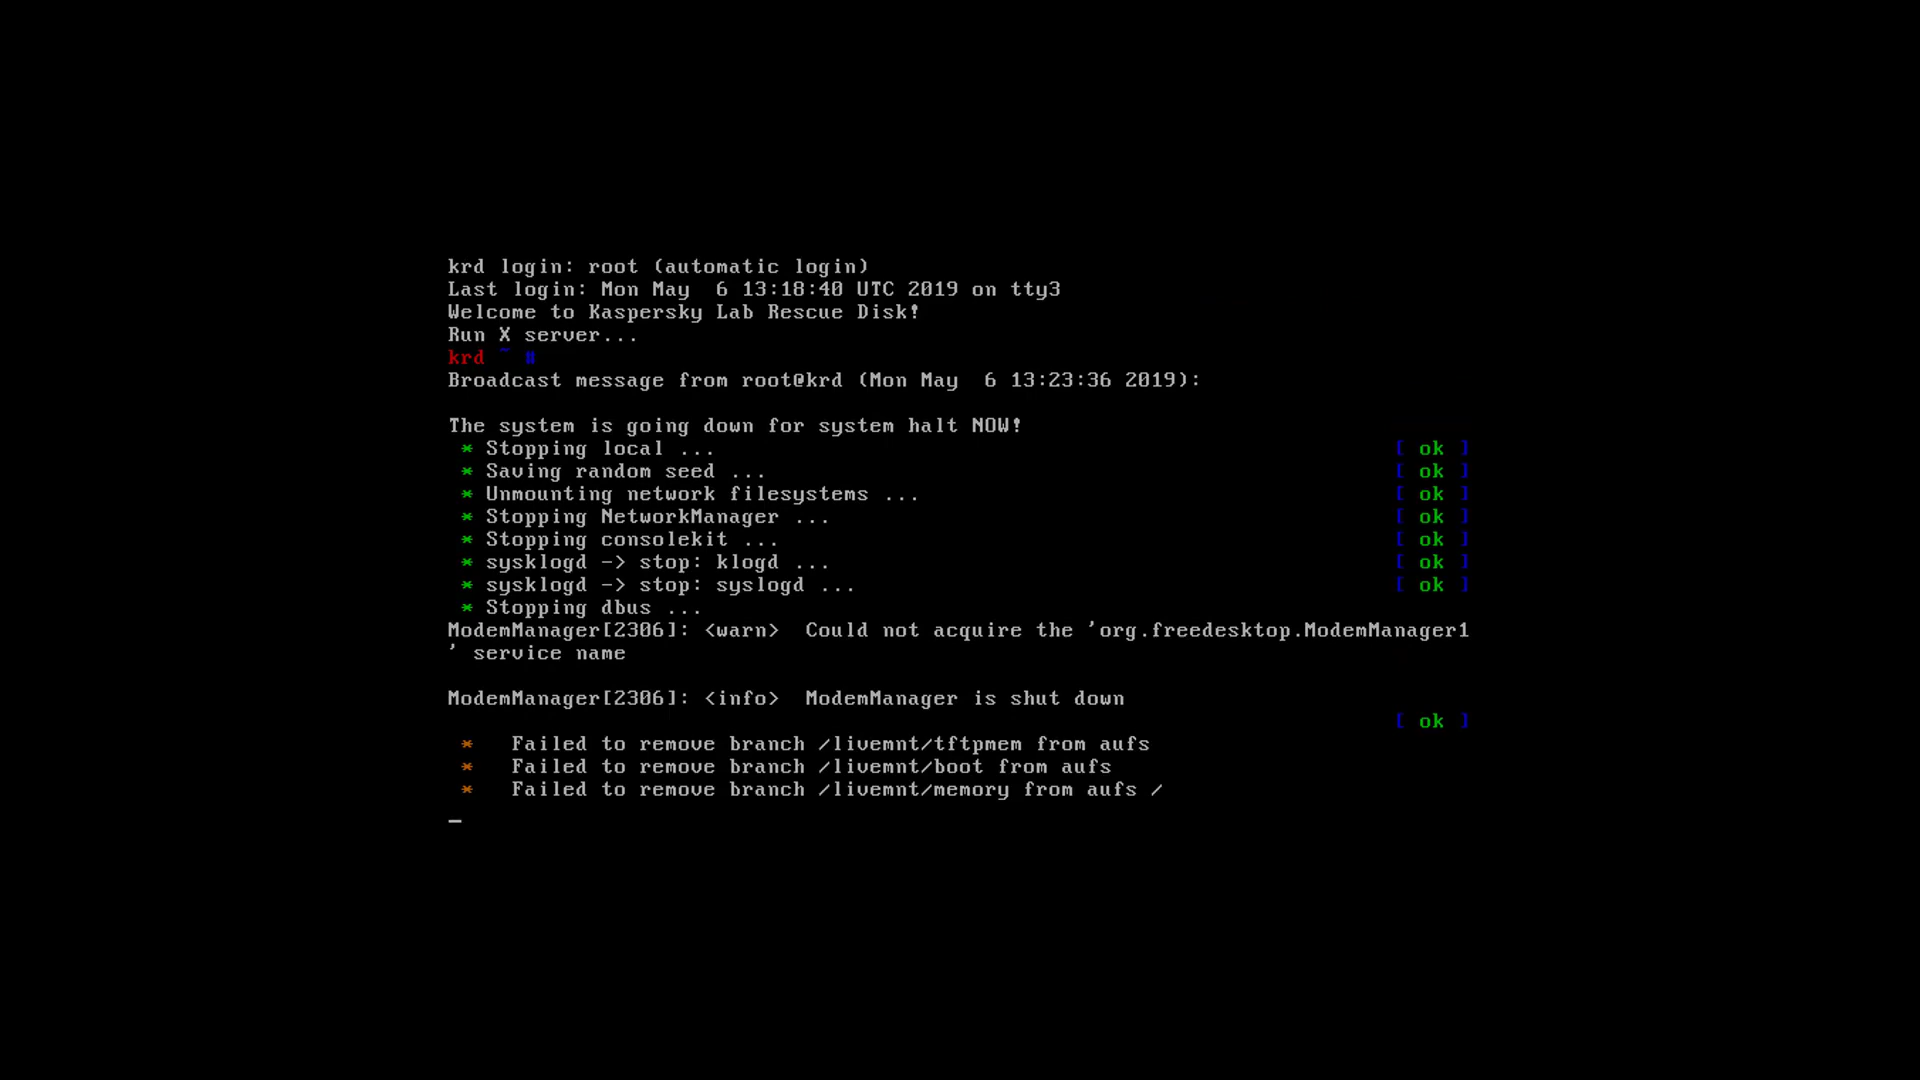 krd login: root (automatic login)
Last login: Mon May  6 13:18:40 UTC 2019 on tty3
Welcome to Kaspersky Lab Rescue Disk!
Run X server...
krd ~ #
Broadcast message from root@krd (Mon May  6 13:23:36 2019):

The system is going down for system halt NOW!
 * Stopping local ... [ ok ]
 * Saving random seed ... [ ok ]
 * Unmounting network filesystems ... [ ok ]
 * Stopping NetworkManager ... [ ok ]
 * Stopping consolekit ... [ ok ]
 * sysklogd -> stop: klogd ... [ ok ]
 * sysklogd -> stop: syslogd ... [ ok ]
 * Stopping dbus ...
ModemManager[2306]: <warn>  Could not acquire the 'org.freedesktop.ModemManager1
' service name

ModemManager[2306]: <info>  ModemManager is shut down
[ ok ]
 *   Failed to remove branch /livemnt/tftpmem from aufs
 *   Failed to remove branch /livemnt/boot from aufs
 *   Failed to remove branch /livemnt/memory from aufs /
_